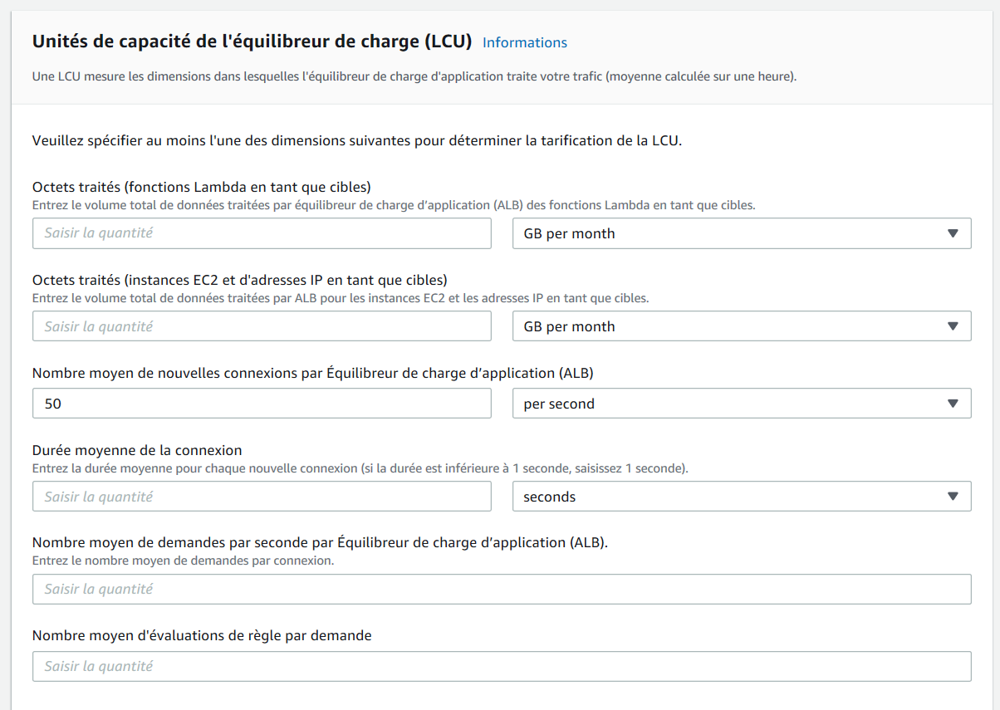 Unités de capacité de l'équilibreur de charge (LCU) Informations
Une LCU mesure les dimensions dans lesquelles l'équilibreur de charge d'application traite votre trafic (moyenne calculée sur une heure).
Veuillez spécifier au moins l'une des dimensions suivantes pour déterminer la tarification de la LCU.
Octets traités (fonctions Lambda en tant que cibles)
Entrez le volume total de données traitées par équilibreur de charge d’application (ALB) des fonctions Lambda en tant que cibles.
Saisir la quantité GB per month
Octets traités (instances EC2 et d'adresses IP en tant que cibles)
Entrez le volume total de données traitées par ALB pour les instances EC2 et les adresses IP en tant que cibles.
Saisir la quantité GB per month
Nombre moyen de nouvelles connexions par Équilibreur de charge d’application (ALB)
50 per second
Durée moyenne de la connexion
Entrez la durée moyenne pour chaque nouvelle connexion (si la durée est inférieure à 1 seconde, saisissez 1 seconde).
Saisir la quantité seconds
Nombre moyen de demandes par seconde par Équilibreur de charge d’application (ALB).
Entrez le nombre moyen de demandes par connexion.
Saisir la quantité
Nombre moyen d'évaluations de règle par demande
Saisir la quantité